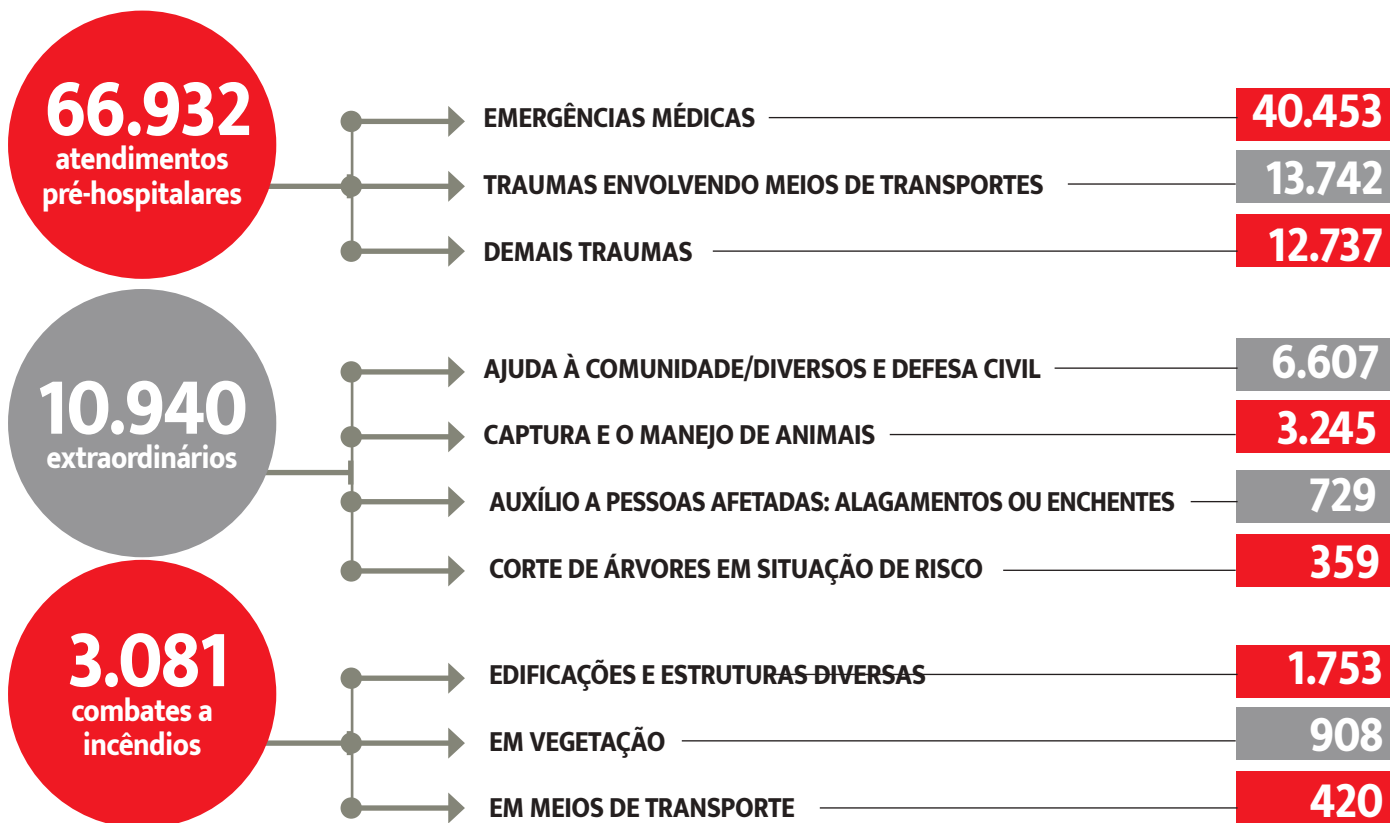 66.932
atendimentos
pré-hospitalares
EMERGÊNCIAS MÉDICAS 40.453
TRAUMAS ENVOLVENDO MEIOS DE TRANSPORTES 13.742
DEMAIS TRAUMAS 12.737
10.940
extraordinários
AJUDA À COMUNIDADE/DIVERSOS E DEFESA CIVIL 6.607
CAPTURA E O MANEJO DE ANIMAIS 3.245
AUXÍLIO A PESSOAS AFETADAS: ALAGAMENTOS OU ENCHENTES 729
CORTE DE ÁRVORES EM SITUAÇÃO DE RISCO 359
3.081
combates a
incêndios
EDIFICAÇÕES E ESTRUTURAS DIVERSAS 1.753
EM VEGETAÇÃO 908
EM MEIOS DE TRANSPORTE 420